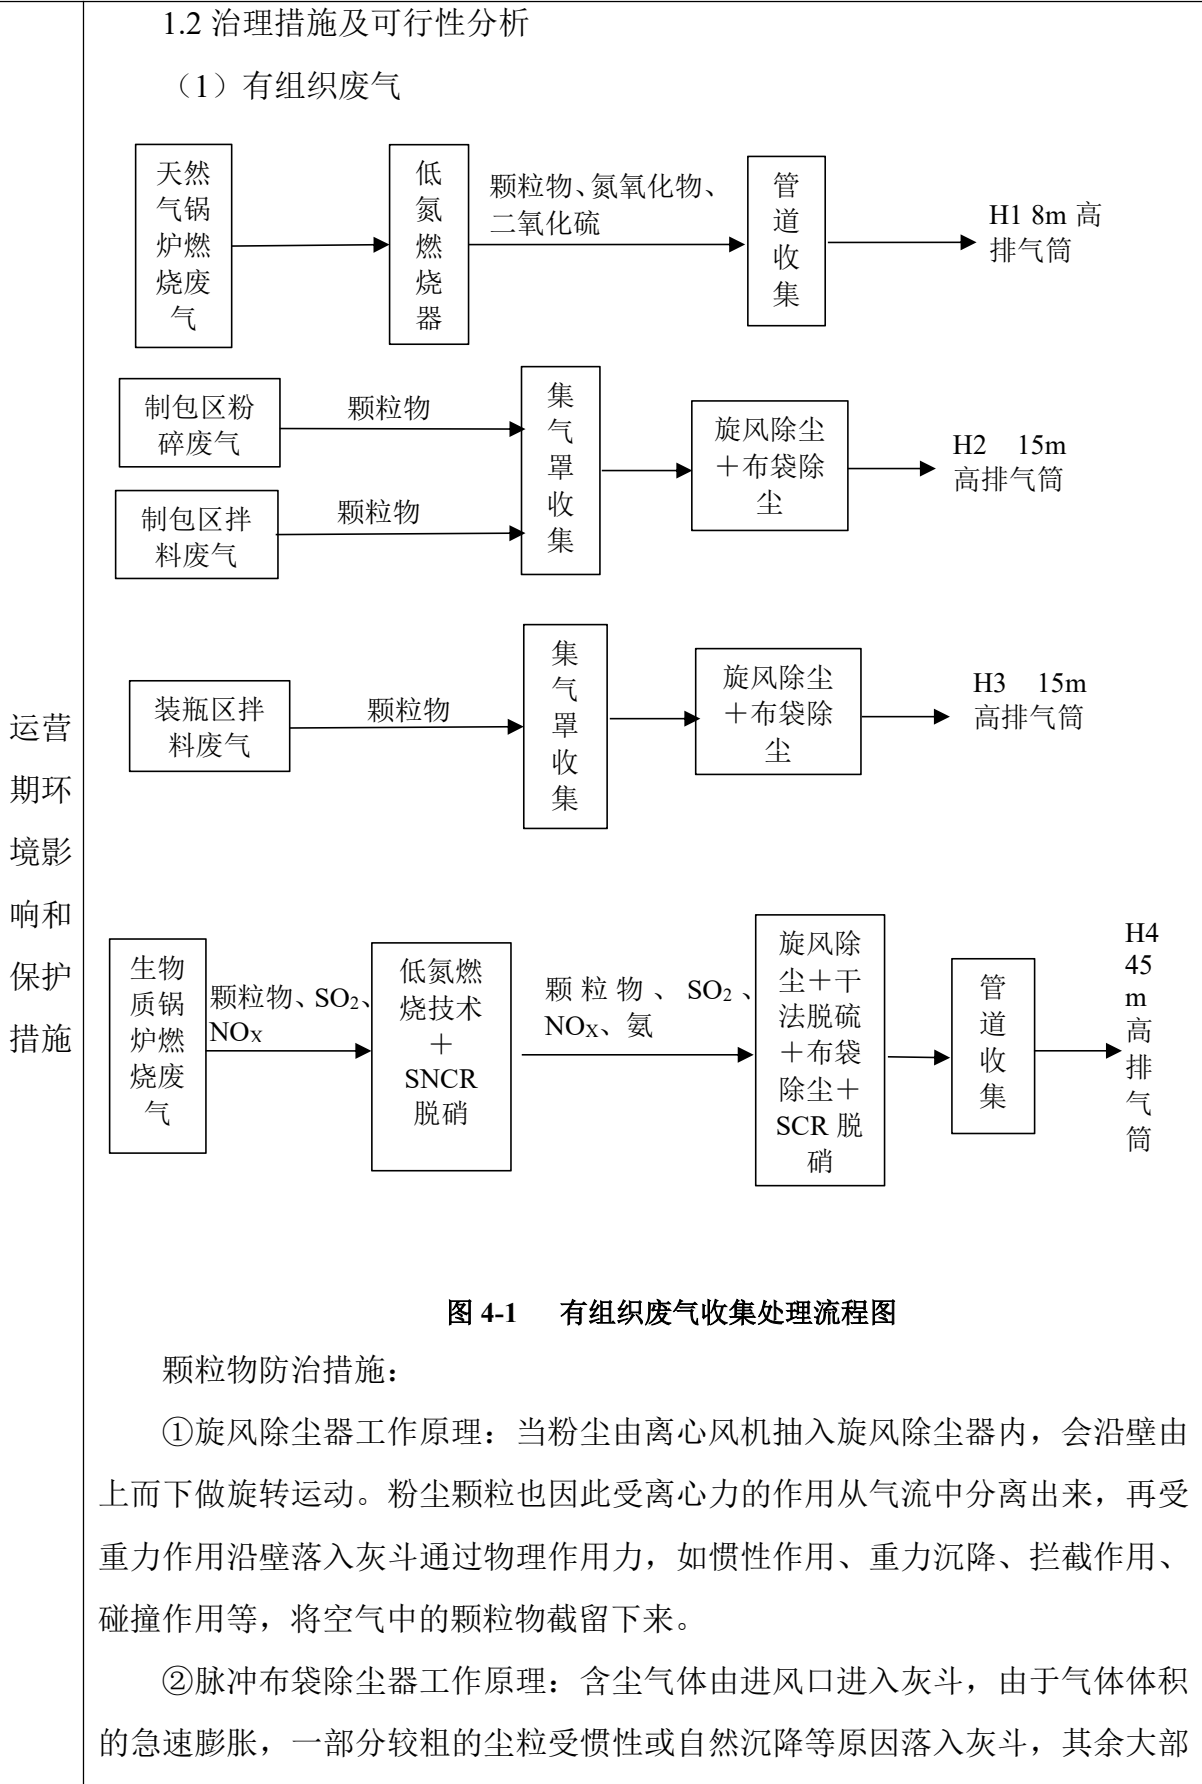 1.2 治理措施及可行性分析
（1）有组织废气
天然
气锅
炉燃
烧废
气
低
氮
燃
烧
器
颗粒物、氮氧化物、
二氧化硫
管
道
收
集
H1 8m 高
排气筒
制包区粉
碎废气
颗粒物
制包区拌
料废气
颗粒物
集
气
罩
收
集
旋风除尘
＋布袋除
尘
H2 15m
高排气筒
装瓶区拌
料废气
颗粒物
集
气
罩
收
集
旋风除尘
＋布袋除
尘
H3 15m
高排气筒
运营
期环
境影
响和
保护
措施
生物
质锅
炉燃
烧废
气
颗粒物、SO2、
NOX
低氮燃
烧技术
＋
SNCR
脱硝
颗粒物、SO2、
NOX、氨
旋风除
尘＋干
法脱硫
＋布袋
除尘＋
SCR 脱
硝
管
道
收
集
H4
45
m
高
排
气
筒
图 4-1 有组织废气收集处理流程图
颗粒物防治措施：
①旋风除尘器工作原理：当粉尘由离心风机抽入旋风除尘器内，会沿壁由
上而下做旋转运动。粉尘颗粒也因此受离心力的作用从气流中分离出来，再受
重力作用沿壁落入灰斗通过物理作用力，如惯性作用、重力沉降、拦截作用、
碰撞作用等，将空气中的颗粒物截留下来。
②脉冲布袋除尘器工作原理：含尘气体由进风口进入灰斗，由于气体体积
的急速膨胀，一部分较粗的尘粒受惯性或自然沉降等原因落入灰斗，其余大部